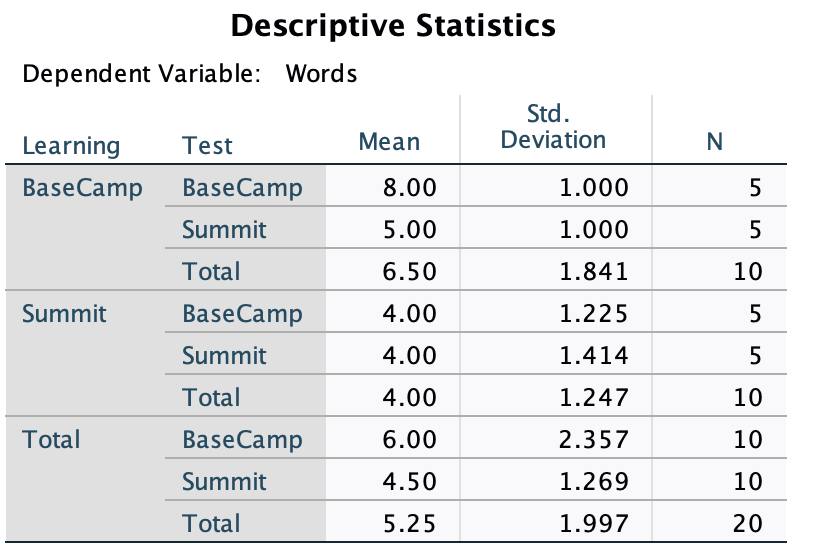 Descriptive Statistics
Dependent Variable: Words
Learning Test Mean Std. Deviation N
BaseCamp BaseCamp 8.00 1.000 5
Summit 5.00 1.000 5
Total 6.50 1.841 10
Summit BaseCamp 4.00 1.225 5
Summit 4.00 1.414 5
Total 4.00 1.247 10
Total BaseCamp 6.00 2.357 10
Summit 4.50 1.269 10
Total 5.25 1.997 20